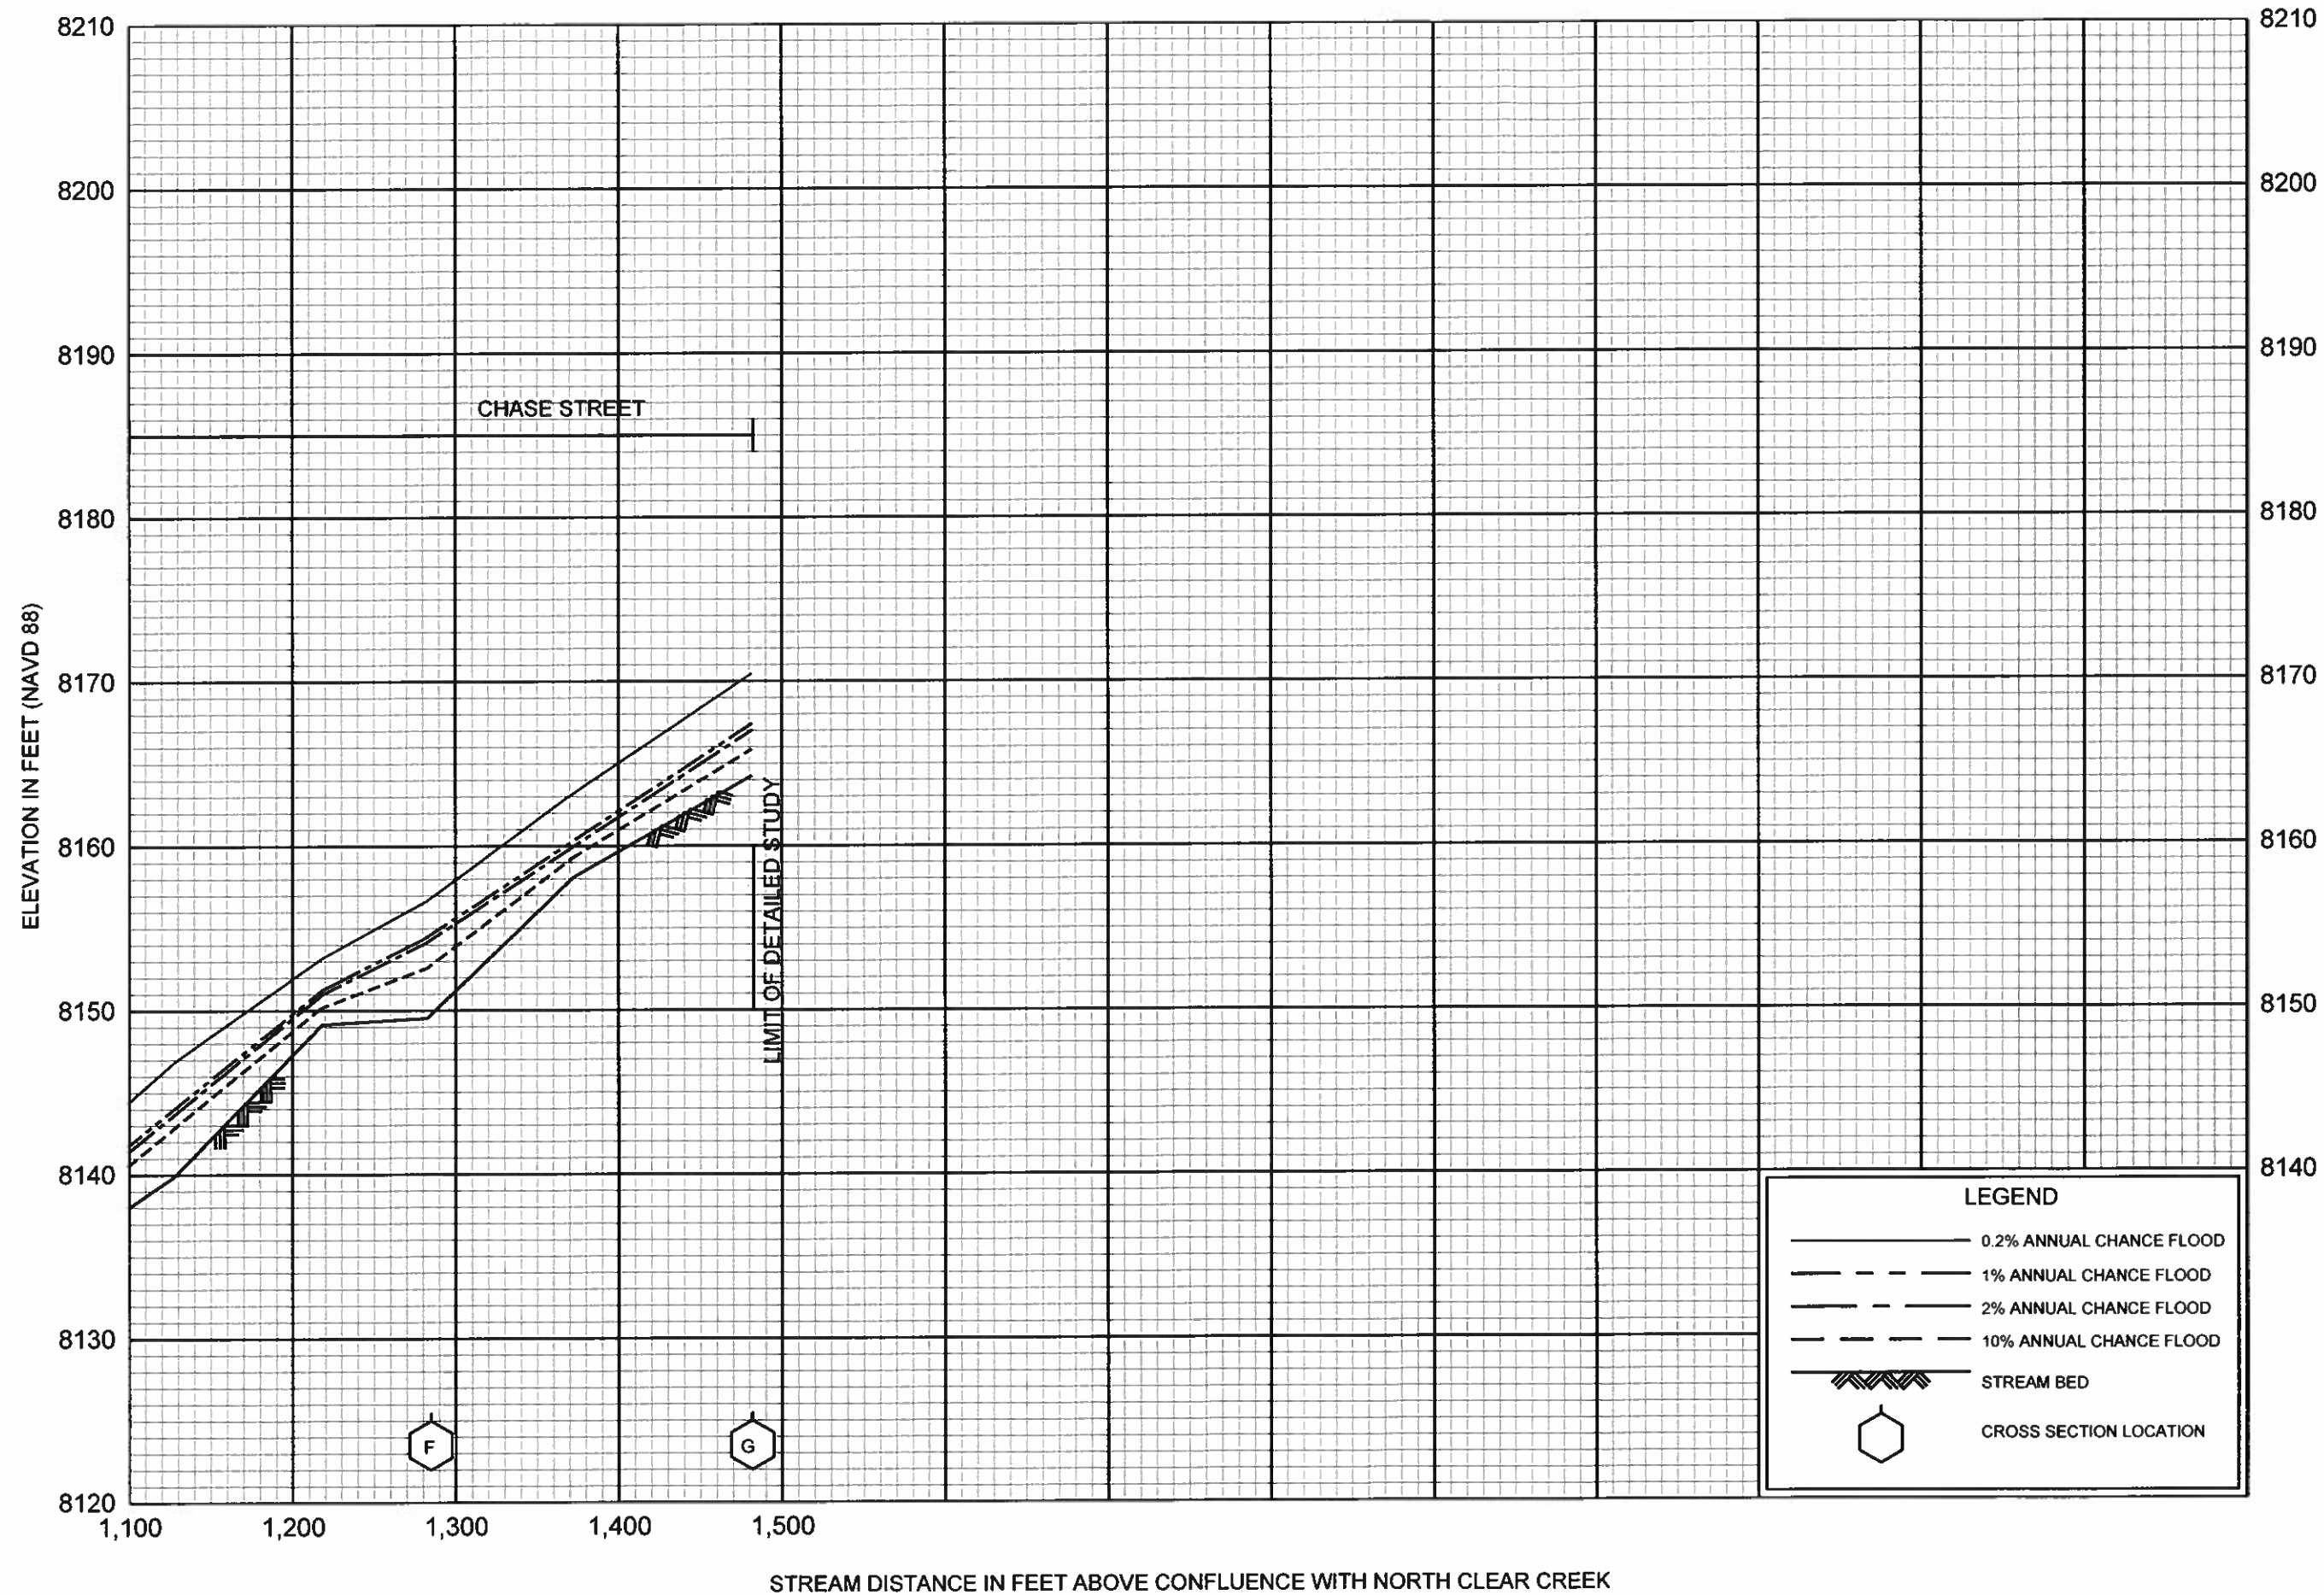 8210
8210
8200
8200
8190
8190
CHASE STREET
8180
8180
8170
8170
8160
8160
8150
8150
8140
8140
8130
8120
ELEVATION IN FEET (NAVD 88)
LIMIT OF DETAILED STUDY
LEGEND
0.2% ANNUAL CHANCE FLOOD
1% ANNUAL CHANCE FLOOD
2% ANNUAL CHANCE FLOOD
10% ANNUAL CHANCE FLOOD
STREAM BED
CROSS SECTION LOCATION
F
G
1,100
1,200
1,300
1,400
1,500
STREAM DISTANCE IN FEET ABOVE CONFLUENCE WITH NORTH CLEAR CREEK